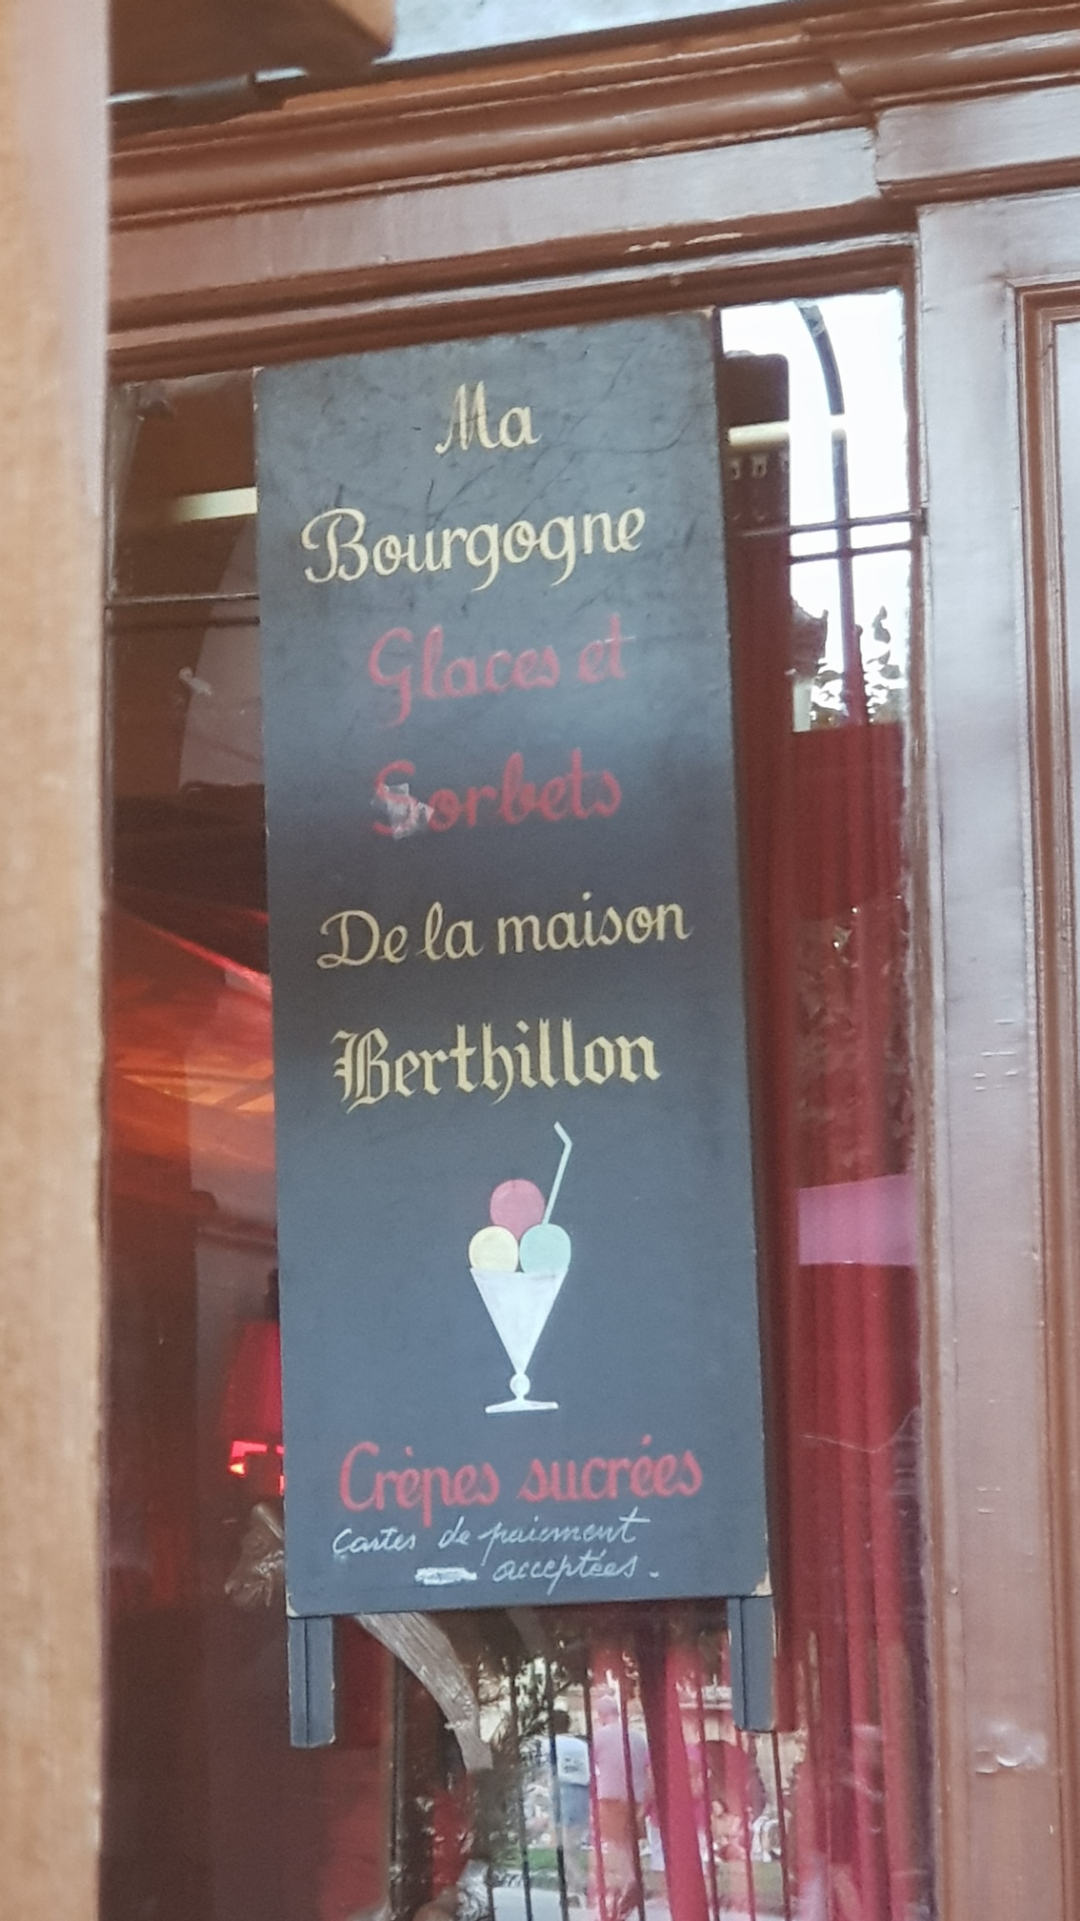 Ma
Bourgogne
Glaces et
Sorbets
De la maison
Berthillon
Crèpes sucrées
Cartes de paiement
acceptées.